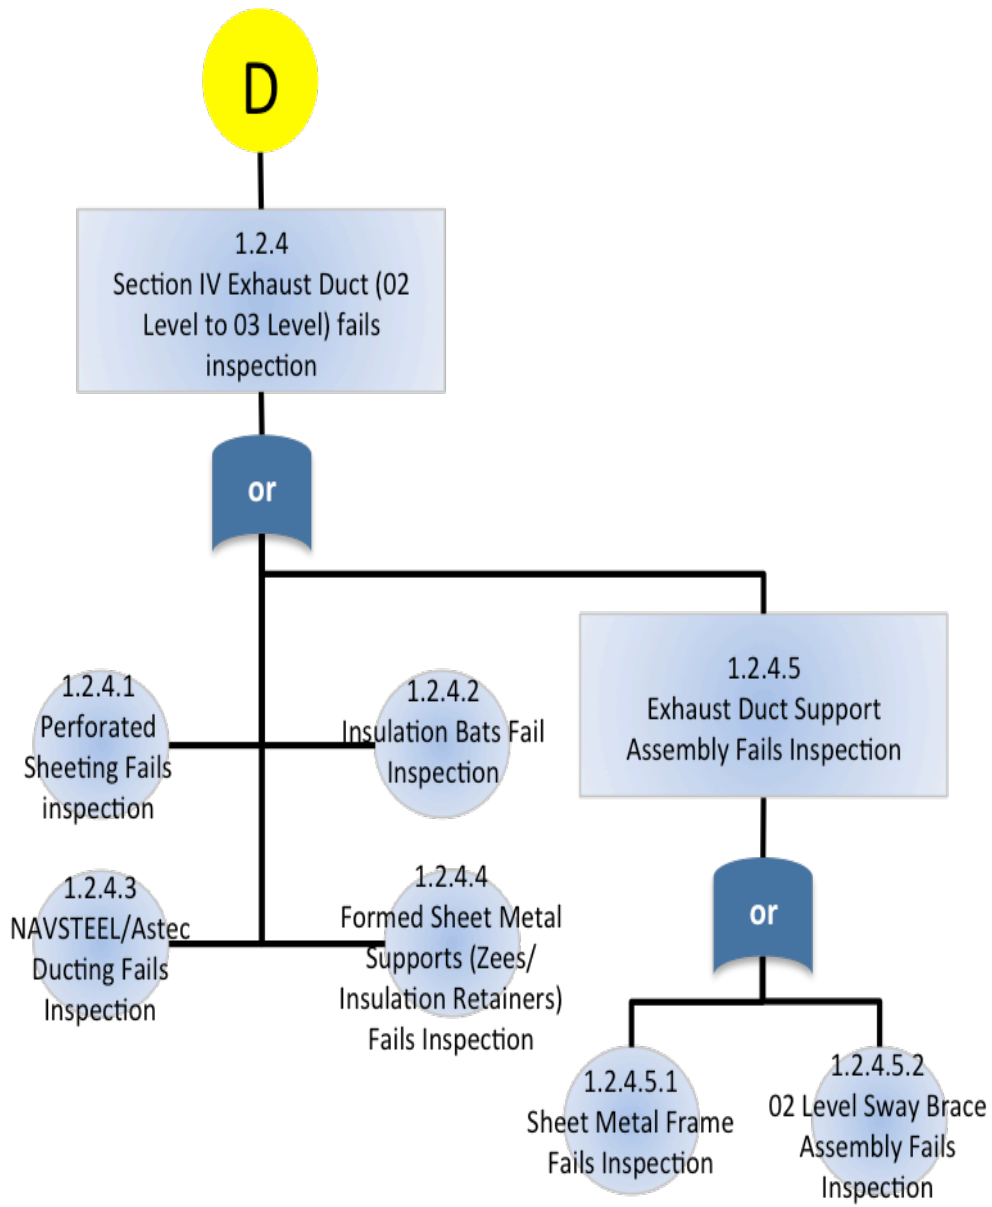 D
1.2.4
Section IV Exhaust Duct (02
Level to 03 Level) fails
inspection
or
1.2.4.1
Perforated
Sheeting Fails
inspection
1.2.4.2
Insulation Bats Fail
Inspection
1.2.4.5
Exhaust Duct Support
Assembly Fails Inspection
1.2.4.3
NAVSTEEL/Astec
Ducting Fails
Inspection
1.2.4.4
Formed Sheet Metal
Supports (Zees/
Insulation Retainers)
Fails Inspection
or
1.2.4.5.1
Sheet Metal Frame
Fails Inspection
1.2.4.5.2
02 Level Sway Brace
Assembly Fails
Inspection